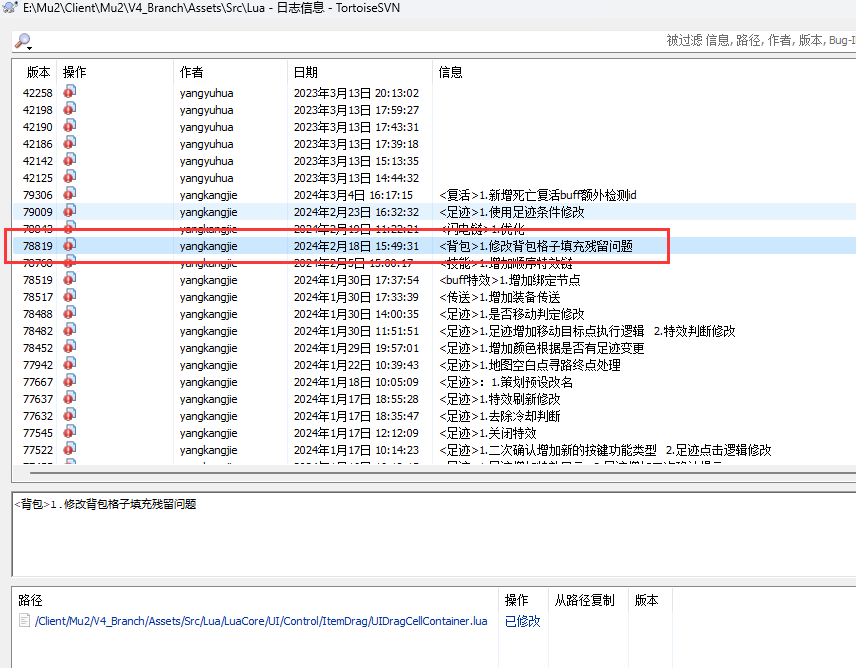 E:\Mu2\Client\Mu2\V4_Branch\Assets\Src\Lua - 日志信息 - TortoiseSVN
被过滤 信息, 路径, 作者, 版本, Bug-I
版本 操作 作者 日期 信息
42258 yangyuhua 2023年3月13日 20:13:02
42198 yangyuhua 2023年3月13日 17:59:27
42190 yangyuhua 2023年3月13日 17:43:31
42186 yangyuhua 2023年3月13日 17:39:18
42142 yangyuhua 2023年3月13日 15:13:35
42125 yangyuhua 2023年3月13日 14:44:32
79306 yangkangjie 2024年3月4日 16:17:15 <复活>1.新增死亡复活buff额外检测id
79009 yangkangjie 2024年2月23日 16:32:32 <足迹>1.使用足迹条件修改
yangkangjie 2024年2月19日 11:22:21 <闪电链>1.优化
78819 yangkangjie 2024年2月18日 15:49:31 <背包>1.修改背包格子填充残留问题
78768 yangkangjie 2024年2月5日 15:00:17 <技能>1.增加顺序特效链
78519 yangkangjie 2024年1月30日 17:37:54 <buff特效>1.增加绑定节点
78517 yangkangjie 2024年1月30日 17:33:39 <传送>1.增加装备传送
78488 yangkangjie 2024年1月30日 14:00:35 <足迹>1.是否移动判定修改
78482 yangkangjie 2024年1月30日 11:51:51 <足迹>1.足迹增加移动目标点执行逻辑 2.特效判断修改
78452 yangkangjie 2024年1月29日 19:57:01 <足迹>1.增加颜色根据是否有足迹变更
77942 yangkangjie 2024年1月22日 10:39:43 <足迹>1.地图空白点寻路终点处理
77667 yangkangjie 2024年1月18日 10:05:09 <足迹>：1.策划预设改名
77637 yangkangjie 2024年1月17日 18:55:28 <足迹>1.特效刷新修改
77632 yangkangjie 2024年1月17日 18:35:47 <足迹>1.去除冷却判断
77545 yangkangjie 2024年1月17日 12:12:09 <足迹>1.关闭特效
77522 yangkangjie 2024年1月17日 10:14:23 <足迹>1.二次确认增加新的按键功能类型 2.足迹点击逻辑修改
<背包>1.修改背包格子填充残留问题
路径 操作 从路径复制 版本
/Client/Mu2/V4_Branch/Assets/Src/Lua/LuaCore/UI/Control/ItemDrag/UIDragCellContainer.lua 已修改